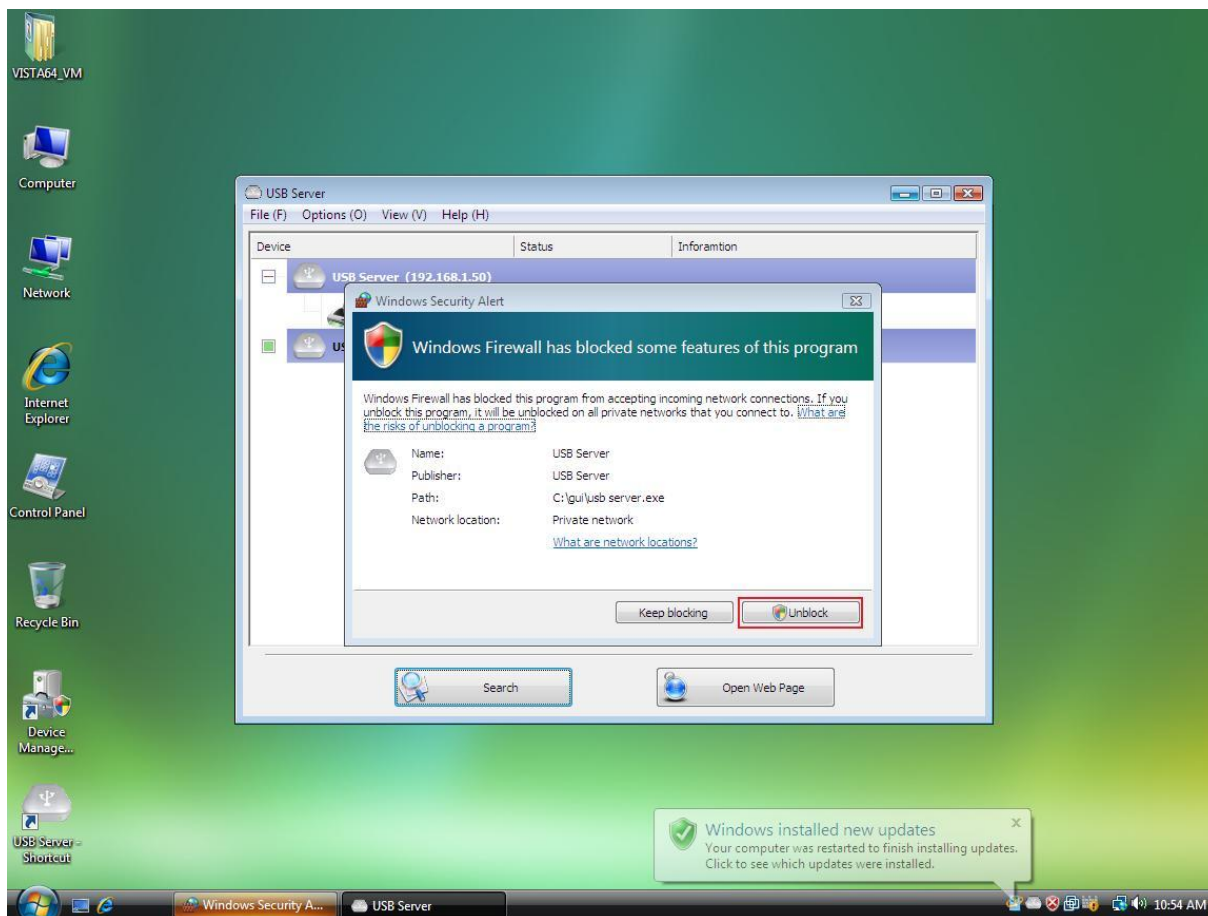 VISTA64_VM
Computer
Network
Internet
Explorer
Control Panel
Recycle Bin
Device
Manage...
USB Server -
Shortcut
USB Server
File (F) Options (O) View (V) Help (H)
Device Status Inforamtion
USB Server (192.168.1.50)
Windows Security Alert
Windows Firewall has blocked some features of this program
Windows Firewall has blocked this program from accepting incoming network connections. If you
unblock this program, it will be unblocked on all private networks that you connect to. What are
the risks of unblocking a program?
Name: USB Server
Publisher: USB Server
Path: C:\gui\usb server.exe
Network location: Private network
What are network locations?
Keep blocking Unblock
Search Open Web Page
Windows installed new updates
Your computer was restarted to finish installing updates.
Click to see which updates were installed.
Windows Security A... USB Server 10:54 AM